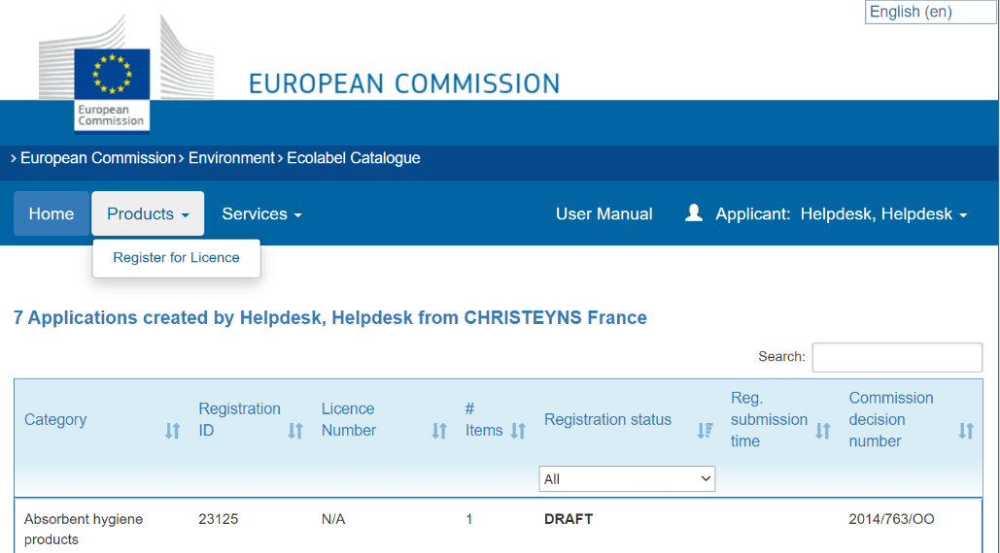 English (en)
EUROPEAN COMMISSION
European
Commission
› European Commission › Environment › Ecolabel Catalogue
Home Products Services User Manual Applicant: Helpdesk, Helpdesk
Register for Licence
7 Applications created by Helpdesk, Helpdesk from CHRISTEYNS France
Search:
Category
Registration
ID
Licence
Number
#
Items
Registration status
Reg.
submission
time
Commission
decision
number
All
Absorbent hygiene
products
23125
N/A
1
DRAFT
2014/763/OO